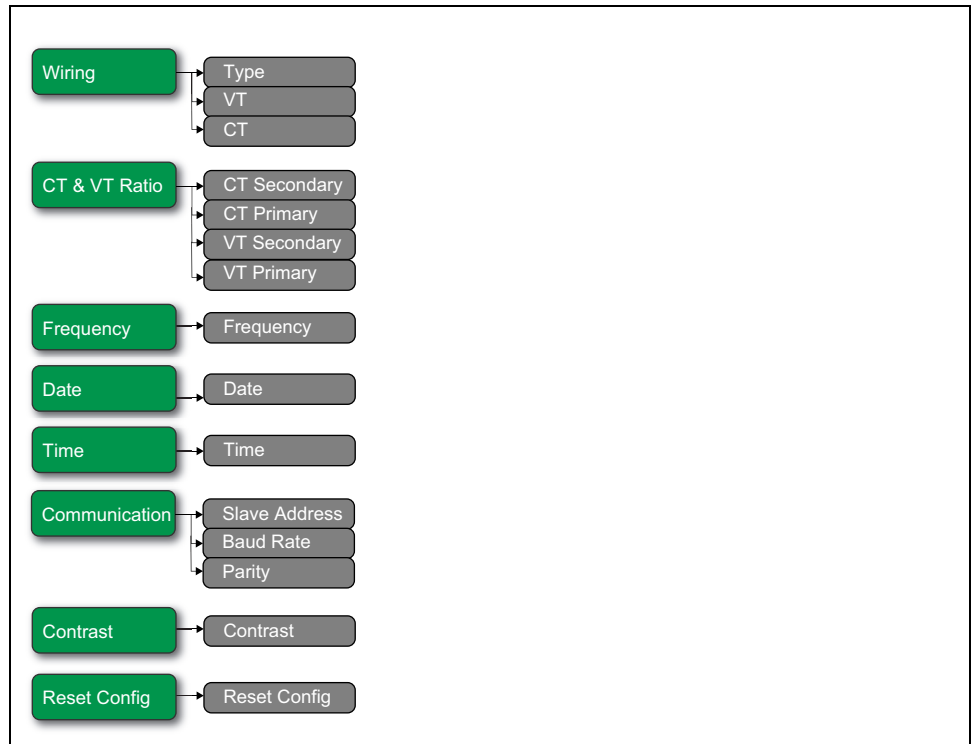 Wiring
Type
VT
CT
CT & VT Ratio
CT Secondary
CT Primary
VT Secondary
VT Primary
Frequency
Frequency
Date
Date
Time
Time
Communication
Slave Address
Baud Rate
Parity
Contrast
Contrast
Reset Config
Reset Config